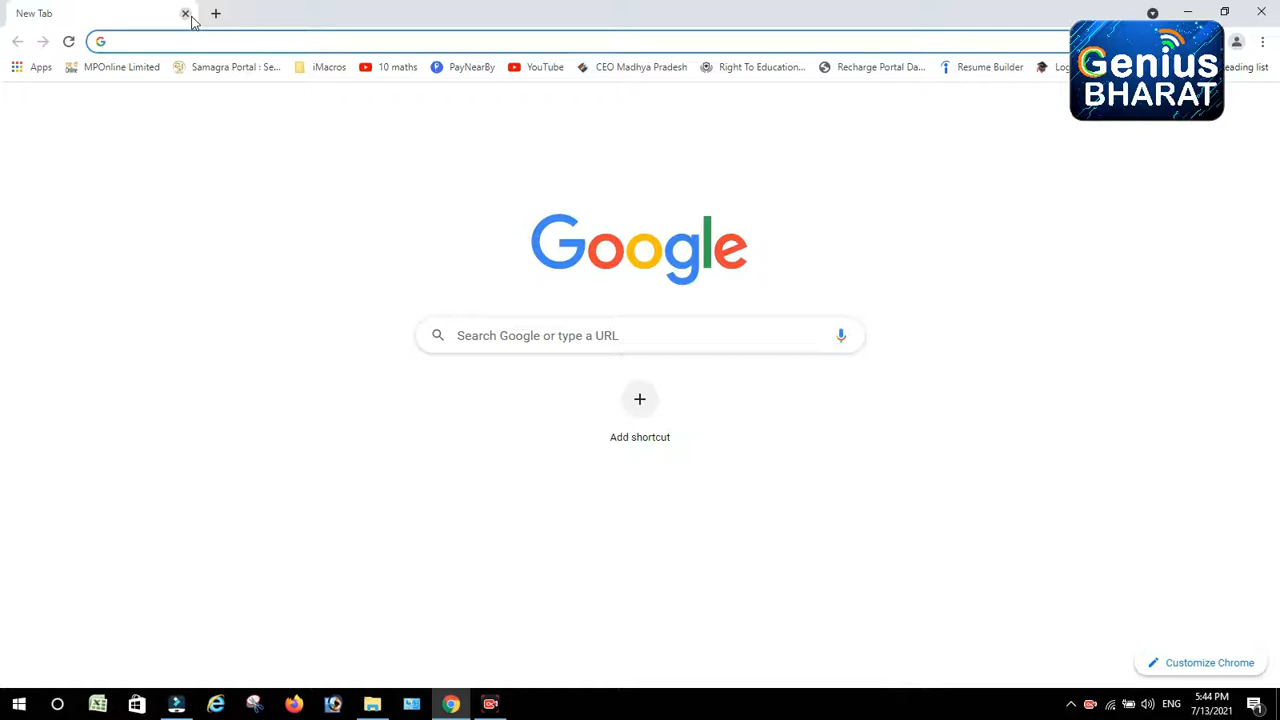 New Tab
Apps
MPOnline Limited
Samagra Portal : Se...
iMacros
10 maths
PayNearBy
YouTube
CEO Madhya Pradesh
Right To Education...
Recharge Portal Da...
Resume Builder
Genius
BHARAT
Google
Search Google or type a URL
Add shortcut
Customize Chrome
ENG
5:44 PM
7/13/2021